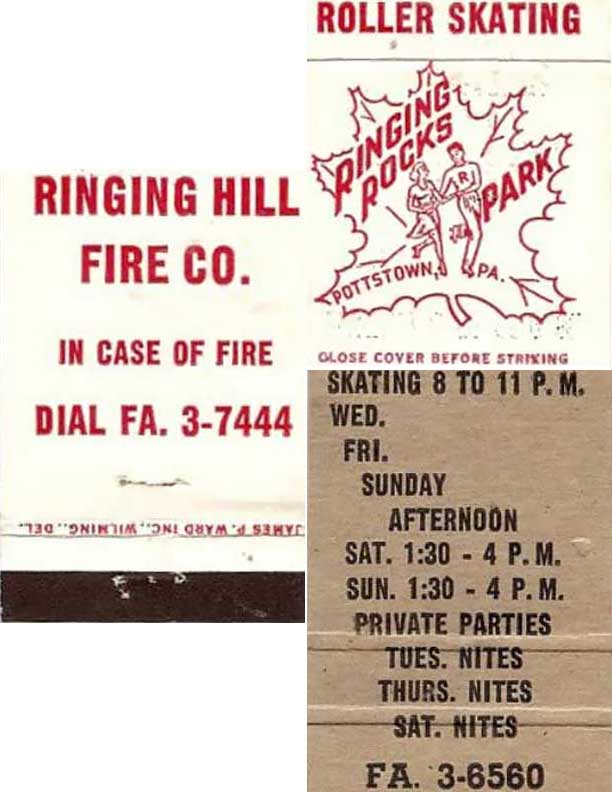 RINGING HILL
FIRE CO.
IN CASE OF FIRE
DIAL FA. 3-7444
JAMES P. WARD INC., WILMING., DEL.
ROLLER SKATING
RINGING
ROCKS
PARK
R
POTTSTOWN, PA.
CLOSE COVER BEFORE STRIKING
SKATING 8 TO 11 P.M.
WED.
FRI.
SUNDAY
AFTERNOON
SAT. 1:30 - 4 P.M.
SUN. 1:30 - 4 P.M.
PRIVATE PARTIES
TUES. NITES
THURS. NITES
SAT. NITES
FA. 3-6560